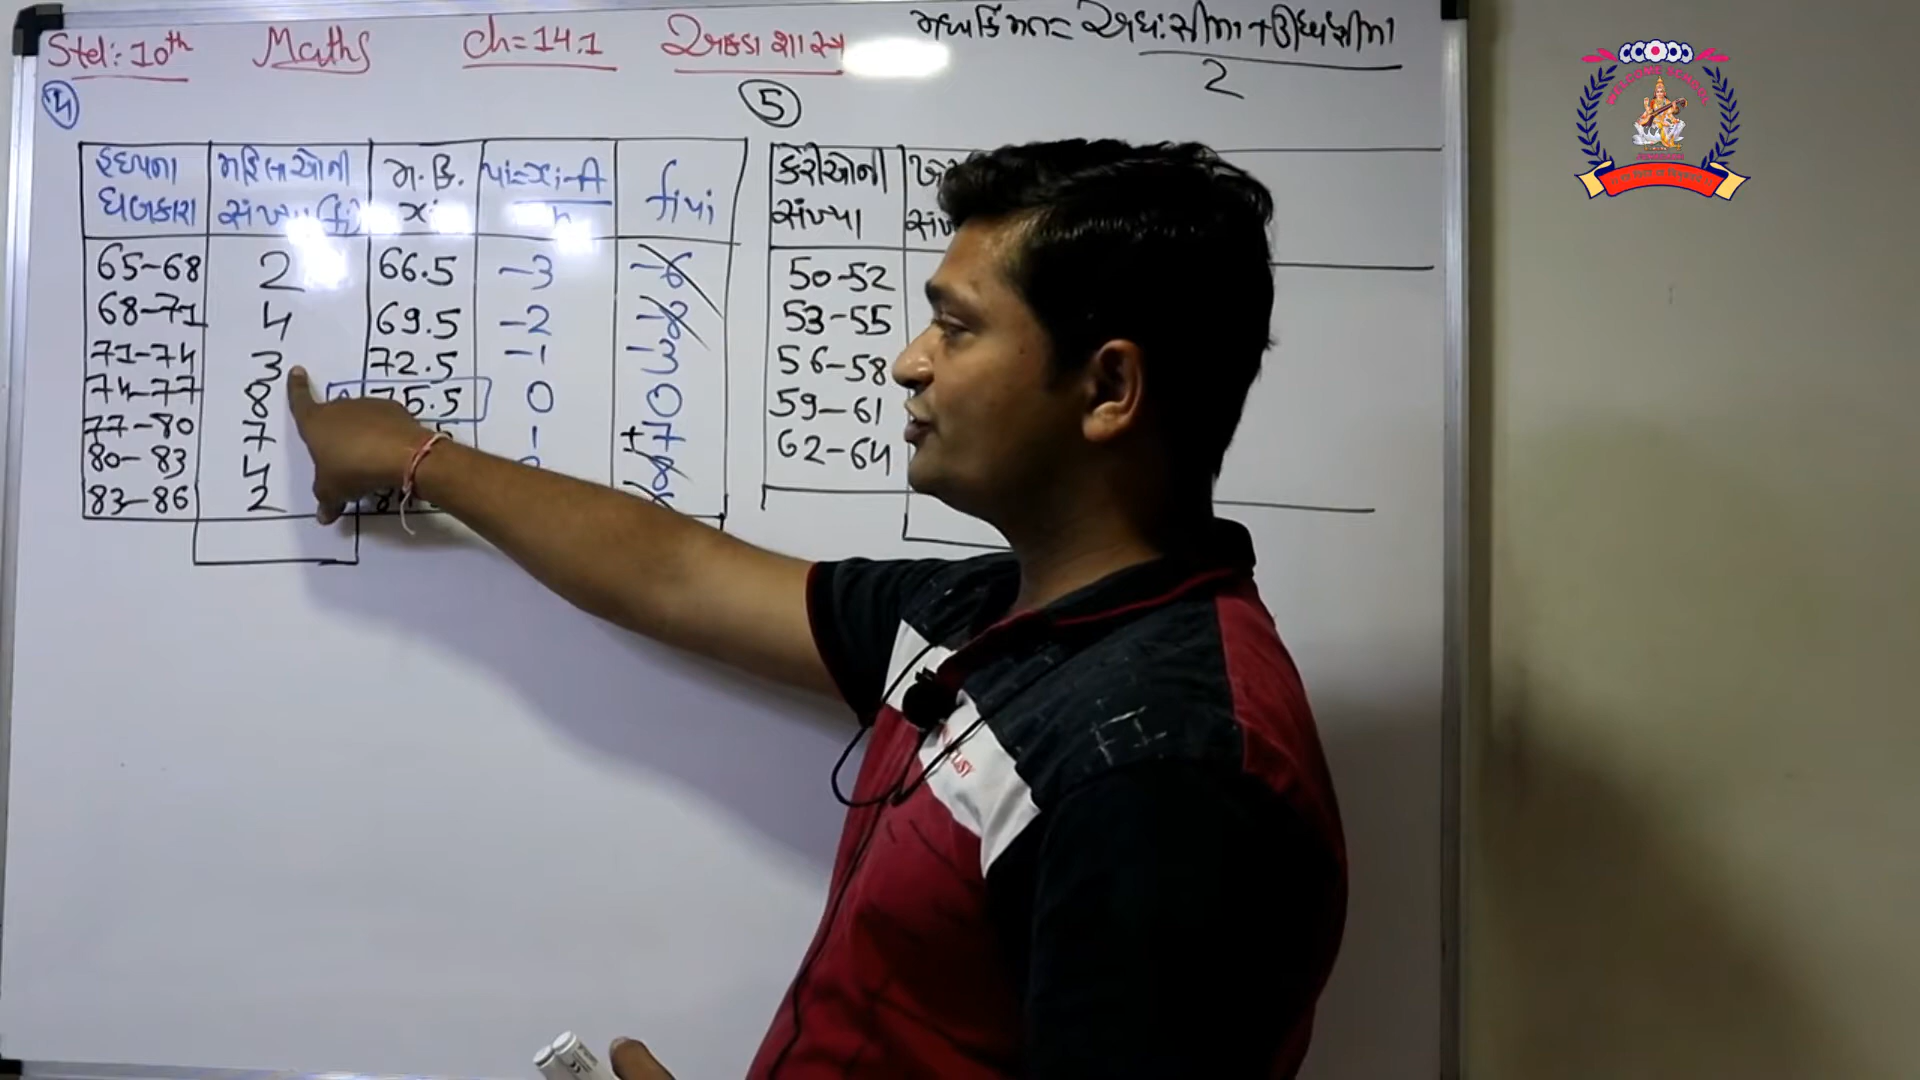 Std: 10th Maths Ch=14.1 આંકડાશાસ્ત્ર
મધ્યકિંમત = અધઃસીમા + ઊર્ધ્વસીમા
2
4
હૃદયના ધબકારા મહિલાઓની સંખ્યા (fi) મ.કિં. xi ui=xi-A/h fiui
65-68 2 66.5 -3 -6
68-71 4 69.5 -2 -8
71-74 3 72.5 -1 -3
74-77 8 75.5 0 0
77-80 7 1 +7
80-83 4 8
83-86 2
5
કેરીઓની સંખ્યા
50-52
53-55
56-58
59-61
62-64
WELCOME SCHOOL